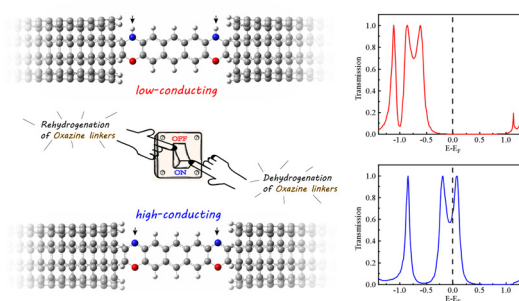 low-conducting
Rehydrogenation
of Oxazine linkers
OFF
ON
Dehydrogenation
of Oxazine linkers
high-conducting
Transmission
1.0
0.8
0.6
0.4
0.2
0.0
-1.0 -0.5 0.0 0.5 1.0
E-EF
Transmission
1.0
0.8
0.6
0.4
0.2
0.0
-1.0 -0.5 0.0 0.5 1.0
E-EF